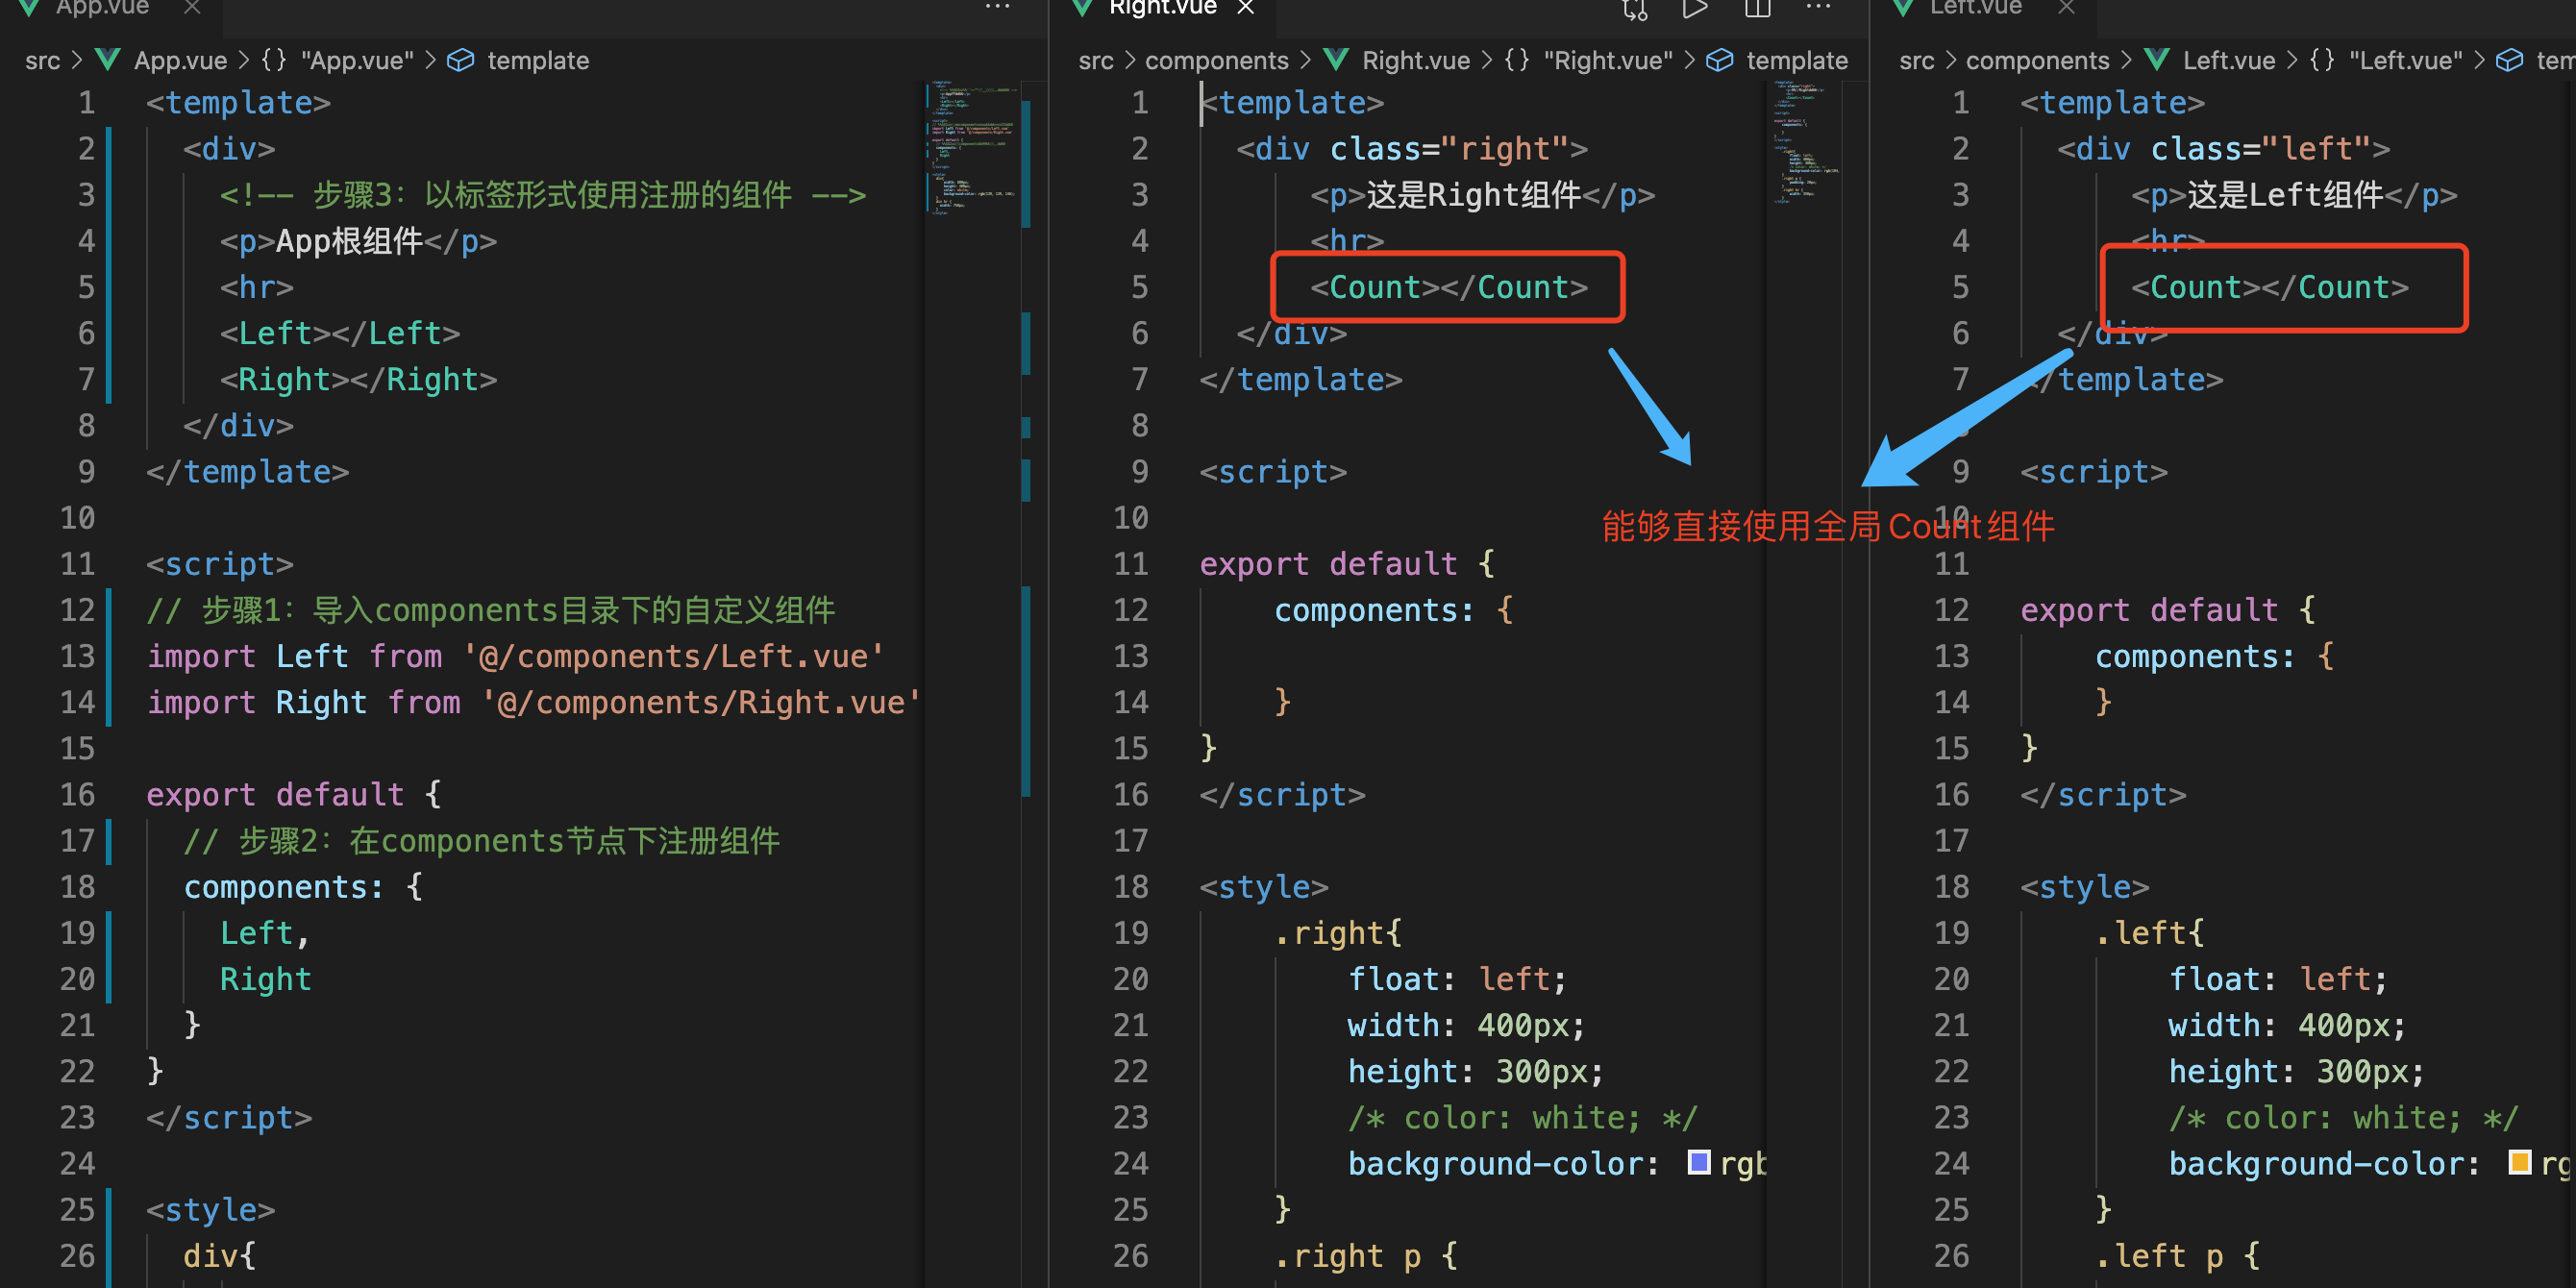 App.vue
src > App.vue > {} "App.vue" > template
1 <template>
2 <div>
3 <!-- 步骤3：以标签形式使用注册的组件 -->
4 <p>App根组件</p>
5 <hr>
6 <Left></Left>
7 <Right></Right>
8 </div>
9 </template>
10
11 <script>
12 // 步骤1：导入components目录下的自定义组件
13 import Left from '@/components/Left.vue'
14 import Right from '@/components/Right.vue'
15
16 export default {
17 // 步骤2：在components节点下注册组件
18 components: {
19 Left,
20 Right
21 }
22 }
23 </script>
24
25 <style>
26 div{
Right.vue
src > components > Right.vue > {} "Right.vue" > template
1 <template>
2 <div class="right">
3 <p>这是Right组件</p>
4 <hr>
5 <Count></Count>
6 </div>
7 </template>
8
9 <script>
10
11 export default {
12 components: {
13
14 }
15 }
16 </script>
17
18 <style>
19 .right{
20 float: left;
21 width: 400px;
22 height: 300px;
23 /* color: white; */
24 background-color: rgb
25 }
26 .right p {
能够直接使用全局Count组件
Left.vue
src > components > Left.vue > {} "Left.vue" > tem
1 <template>
2 <div class="left">
3 <p>这是Left组件</p>
4 <hr>
5 <Count></Count>
6 </div>
7 </template>
9 <script>
10
11
12 export default {
13 components: {
14 }
15 }
16 </script>
17
18 <style>
19 .left{
20 float: left;
21 width: 400px;
22 height: 300px;
23 /* color: white; */
24 background-color: rg
25 }
26 .left p {